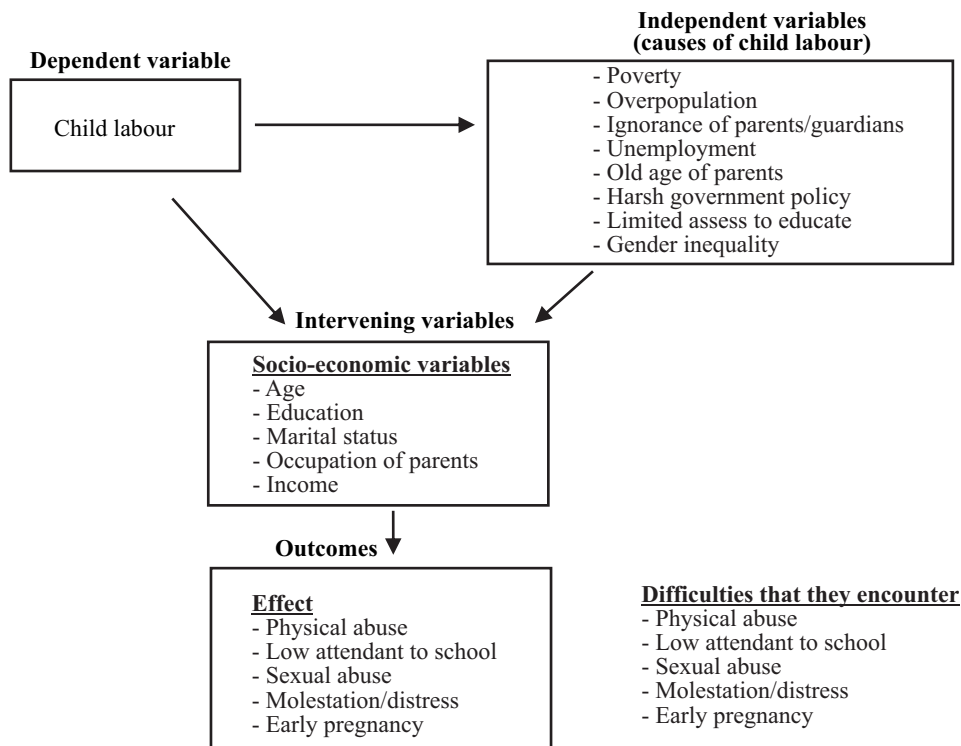 Dependent variable
Child labour
Independent variables
(causes of child labour)
- Poverty
- Overpopulation
- Ignorance of parents/guardians
- Unemployment
- Old age of parents
- Harsh government policy
- Limited assess to educate
- Gender inequality
Intervening variables
Socio-economic variables
- Age
- Education
- Marital status
- Occupation of parents
- Income
Outcomes
Effect
- Physical abuse
- Low attendant to school
- Sexual abuse
- Molestation/distress
- Early pregnancy
Difficulties that they encounter
- Physical abuse
- Low attendant to school
- Sexual abuse
- Molestation/distress
- Early pregnancy